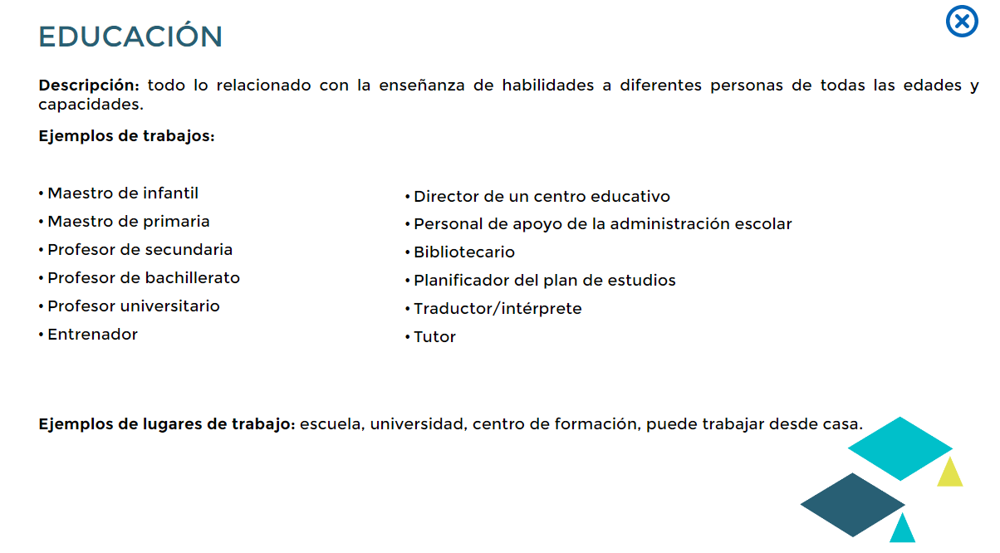 EDUCACIÓN
Descripción: todo lo relacionado con la enseñanza de habilidades a diferentes personas de todas las edades y
capacidades.
Ejemplos de trabajos:
• Maestro de infantil
• Maestro de primaria
• Profesor de secundaria
• Profesor de bachillerato
• Profesor universitario
• Entrenador
• Director de un centro educativo
• Personal de apoyo de la administración escolar
• Bibliotecario
• Planificador del plan de estudios
• Traductor/intérprete
• Tutor
Ejemplos de lugares de trabajo: escuela, universidad, centro de formación, puede trabajar desde casa.